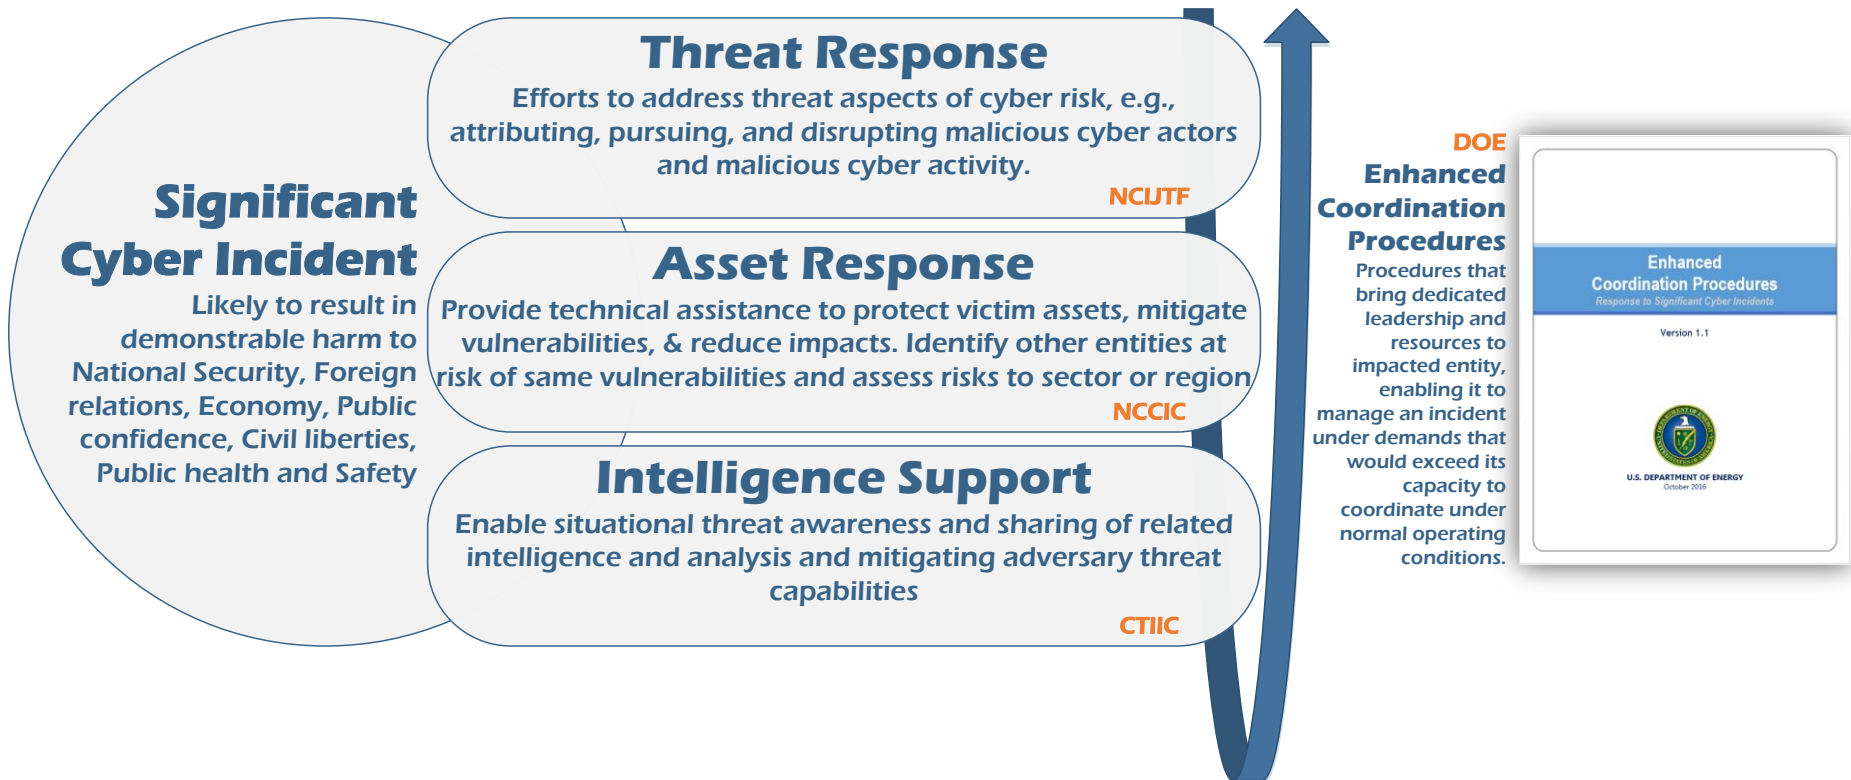 Significant
Cyber Incident
Likely to result in
demonstrable harm to
National Security, Foreign
relations, Economy, Public
confidence, Civil liberties,
Public health and Safety
Threat Response
Efforts to address threat aspects of cyber risk, e.g.,
attributing, pursuing, and disrupting malicious cyber actors
and malicious cyber activity.
NCIJTF
Asset Response
Provide technical assistance to protect victim assets, mitigate
vulnerabilities, & reduce impacts. Identify other entities at
risk of same vulnerabilities and assess risks to sector or region
NCCIC
Intelligence Support
Enable situational threat awareness and sharing of related
intelligence and analysis and mitigating adversary threat
capabilities
CTIIC
DOE
Enhanced
Coordination
Procedures
Procedures that
bring dedicated
leadership and
resources to
impacted entity,
enabling it to
manage an incident
under demands that
would exceed its
capacity to
coordinate under
normal operating
conditions.
Enhanced
Coordination Procedures
Response to Significant Cyber Incidents
Version 1.1
U.S. DEPARTMENT OF ENERGY
October 2016